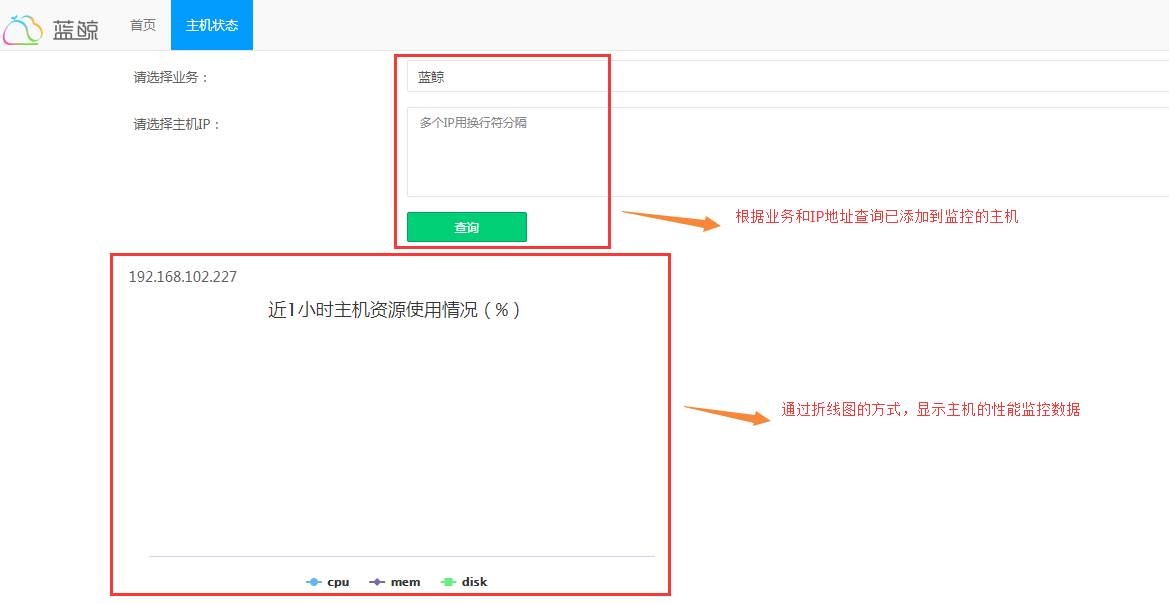 蓝鲸 首页 主机状态
请选择业务： 蓝鲸
请选择主机IP： 多个IP用换行符分隔
根据业务和IP地址查询已添加到监控的主机
查询
192.168.102.227
近1小时主机资源使用情况（%）
通过折线图的方式，显示主机的性能监控数据
cpu mem disk